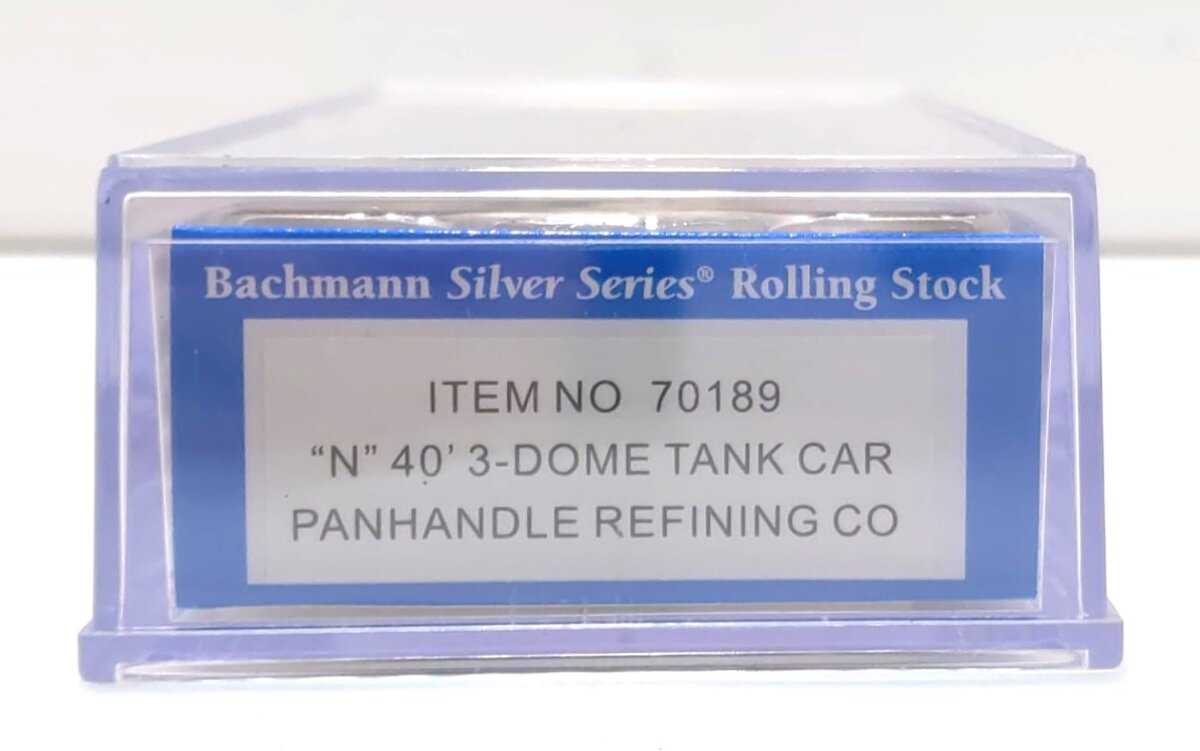 Bachmann Silver Series® Rolling Stock
ITEM NO 70189
“N” 40’ 3-DOME TANK CAR
PANHANDLE REFINING CO